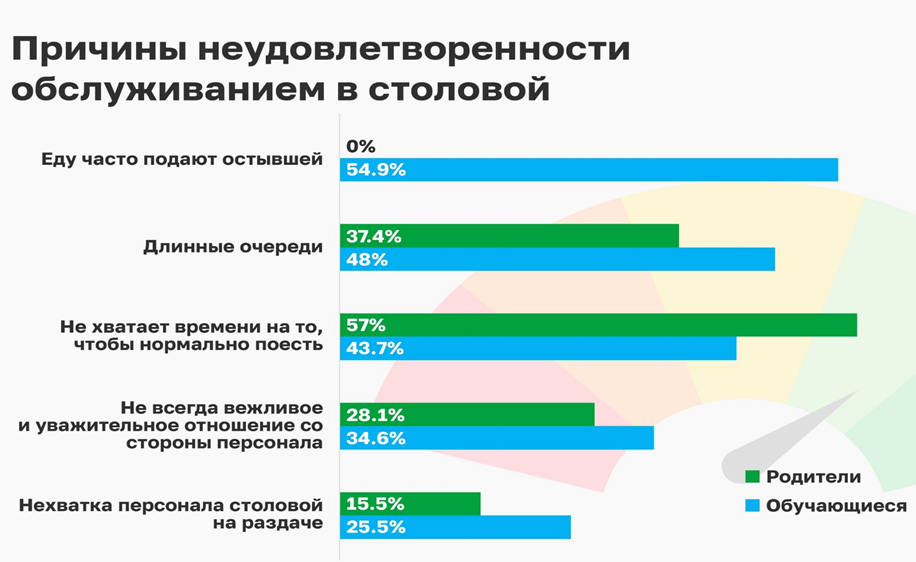 Причины неудовлетворенности
обслуживанием в столовой
Еду часто подают остывшей
0%
54.9%
Длинные очереди
37.4%
48%
Не хватает времени на то,
чтобы нормально поесть
57%
43.7%
Не всегда вежливое
и уважительное отношение со
стороны персонала
28.1%
34.6%
Нехватка персонала столовой
на раздаче
15.5%
25.5%
Родители
Обучающиеся